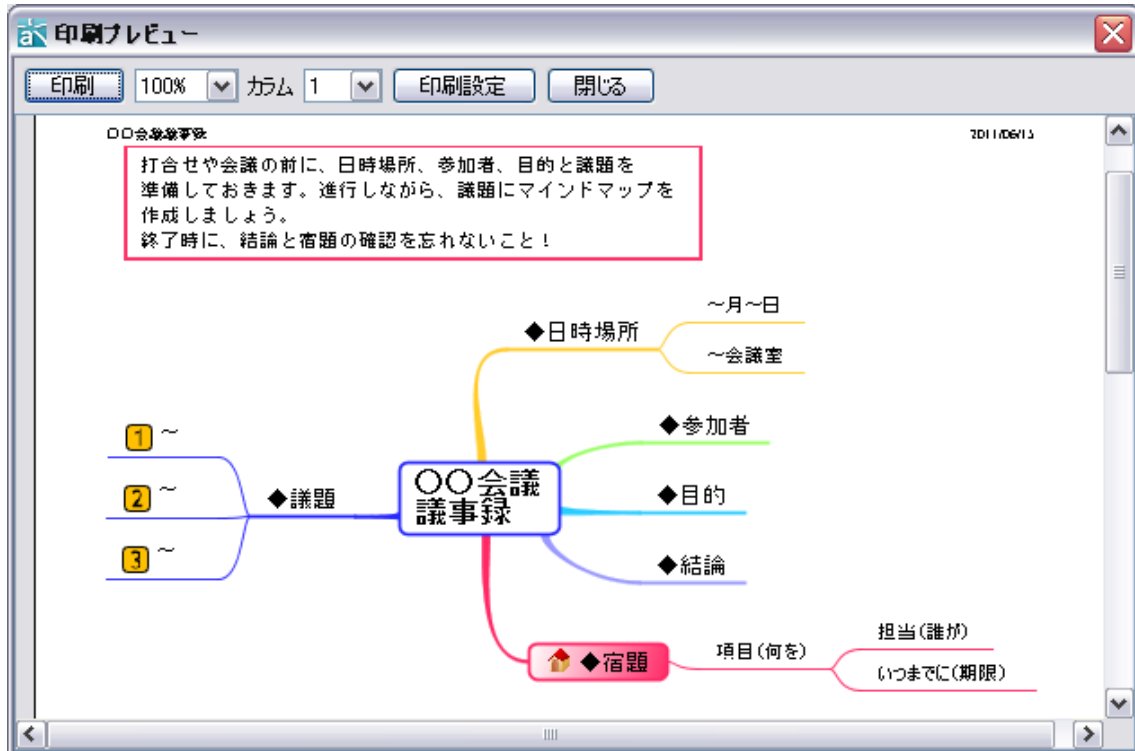 印刷プレビュー
印刷 100% カラム 1 印刷設定 閉じる
〇〇会議議事録 2011/06/15
打合せや会議の前に、日時場所、参加者、目的と議題を
準備しておきます。進行しながら、議題にマインドマップを
作成しましょう。
終了時に、結論と宿題の確認を忘れないこと！
◆日時場所
～月～日
～会議室
◆参加者
◆目的
◆結論
◆宿題
項目(何を)
担当(誰が)
いつまでに(期限)
〇〇会議
議事録
◆議題
1 ～
2 ～
3 ～